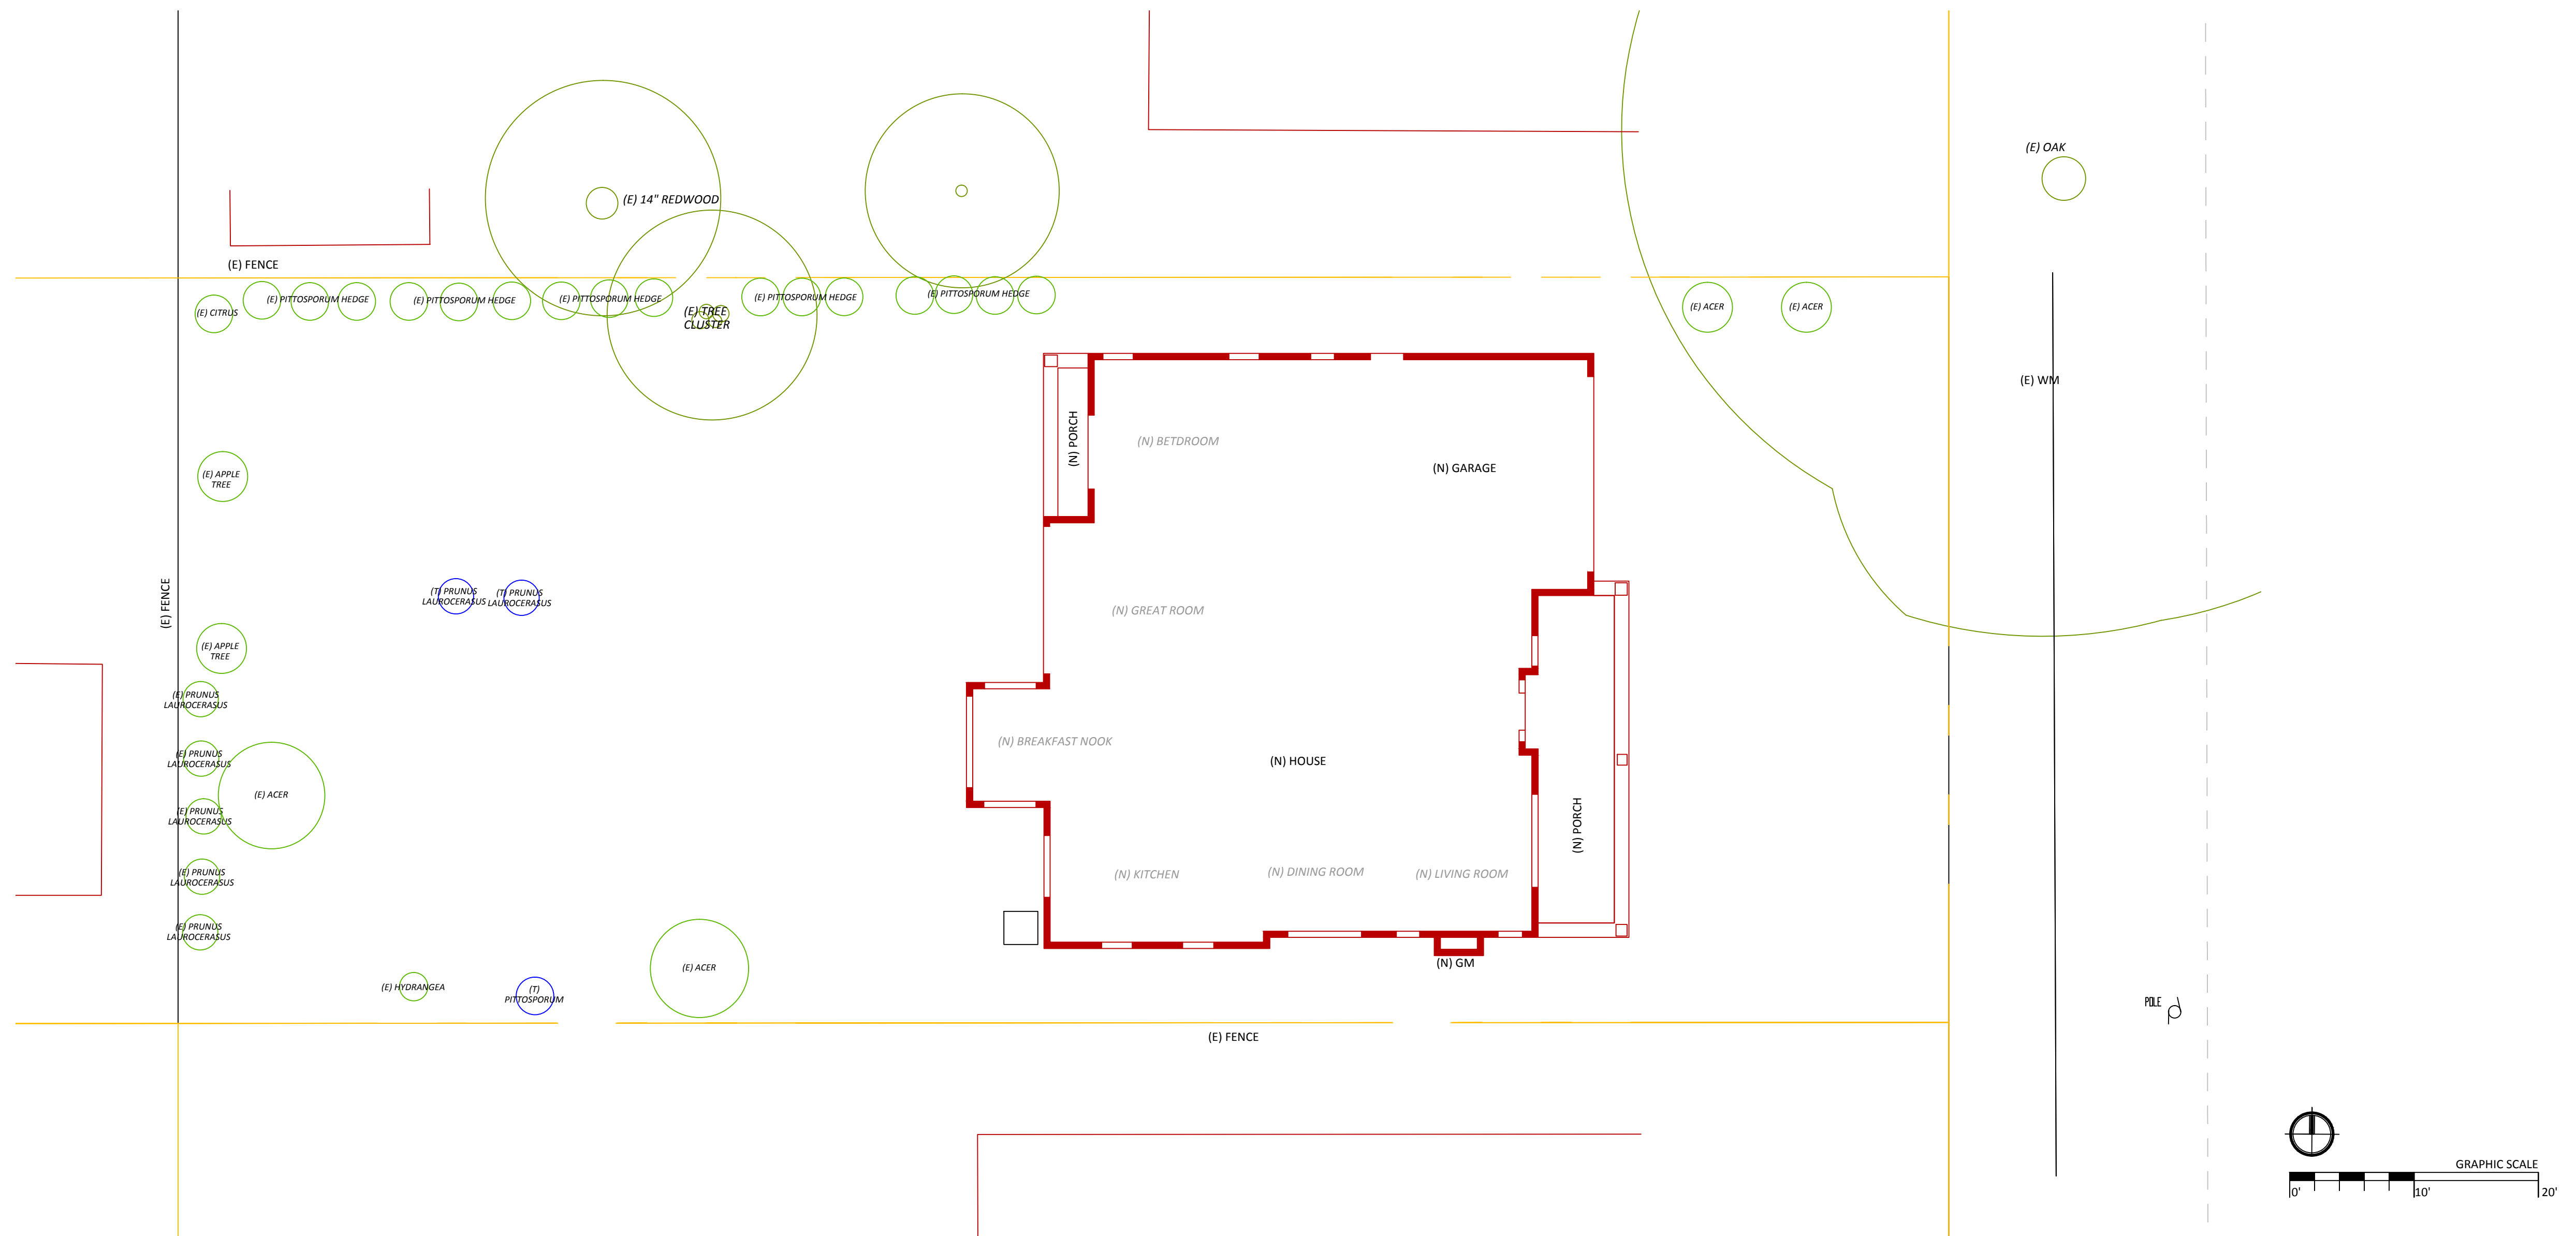 (E) OAK
(E) 14" REDWOOD
(E) FENCE
(E) PITTOSPORUM HEDGE
(E) PITTOSPORUM HEDGE
(E) PITTOSPORUM HEDGE
(E) PITTOSPORUM HEDGE
(E) PITTOSPORUM HEDGE
(E) CITRUS
(E) TREE
CLUSTER
(E) ACER
(E) ACER
(E) WM
(N) PORCH
(N) BETDROOM
(N) GARAGE
(E) APPLE
TREE
(E) FENCE
(T) PRUNUS
LAUROCERASUS
(T) PRUNUS
LAUROCERASUS
(N) GREAT ROOM
(E) APPLE
TREE
(E) PRUNUS
LAUROCERASUS
(N) BREAKFAST NOOK
(N) HOUSE
(E) PRUNUS
LAUROCERASUS
(E) ACER
(E) PRUNUS
LAUROCERASUS
(N) PORCH
(E) PRUNUS
LAUROCERASUS
(N) KITCHEN
(N) DINING ROOM
(N) LIVING ROOM
(E) PRUNUS
LAUROCERASUS
(E) ACER
(N) GM
(E) HYDRANGEA
(T)
PITTOSPORUM
POLE
(E) FENCE
GRAPHIC SCALE
0' 10' 20'